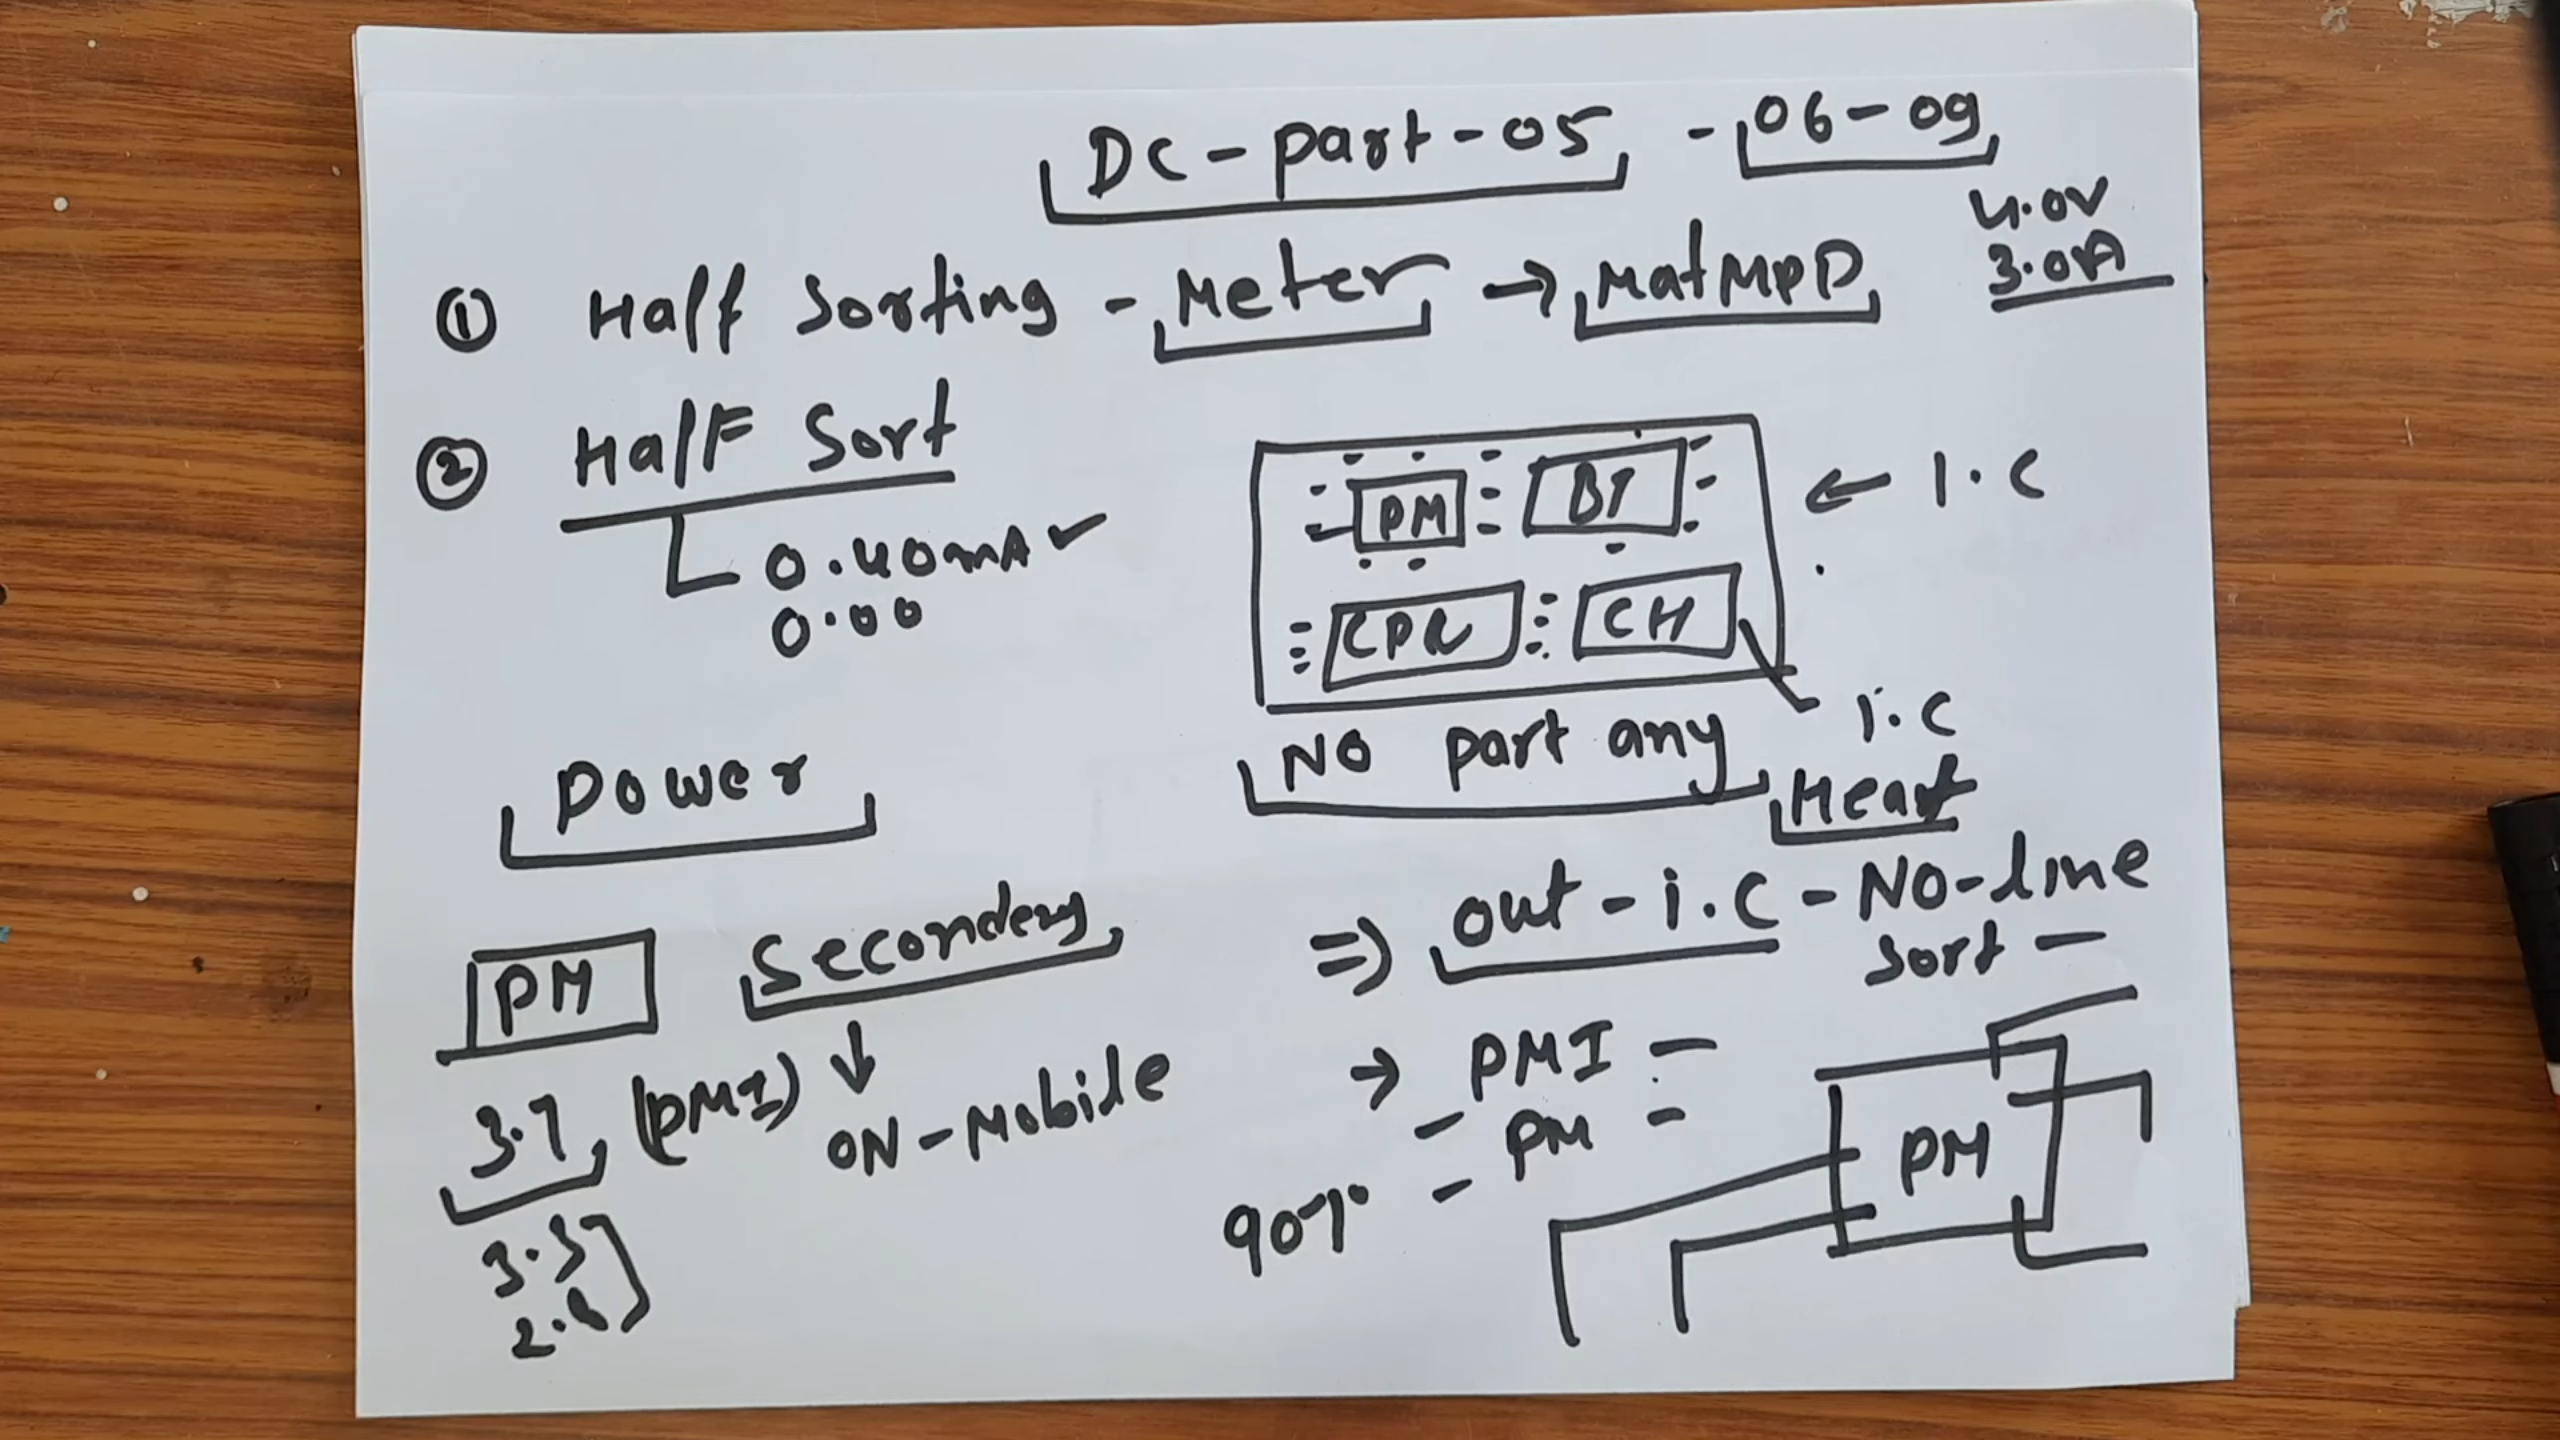 DC-part-05 - 06-09
4.0V
3.0A
① Half Sorting - Meter → MatMPD
② Half Sort
0.40mA ✓
0.00
PM BT ← I.C
CPR CH
I.C
NO part any
Heat
Power
⇒ out - i.C - NO-line
Sort -
PM Secondery
3.7 (PMI) ↓
ON-Mobile
3.3
→ PMI -
- PM -
90% -
PM